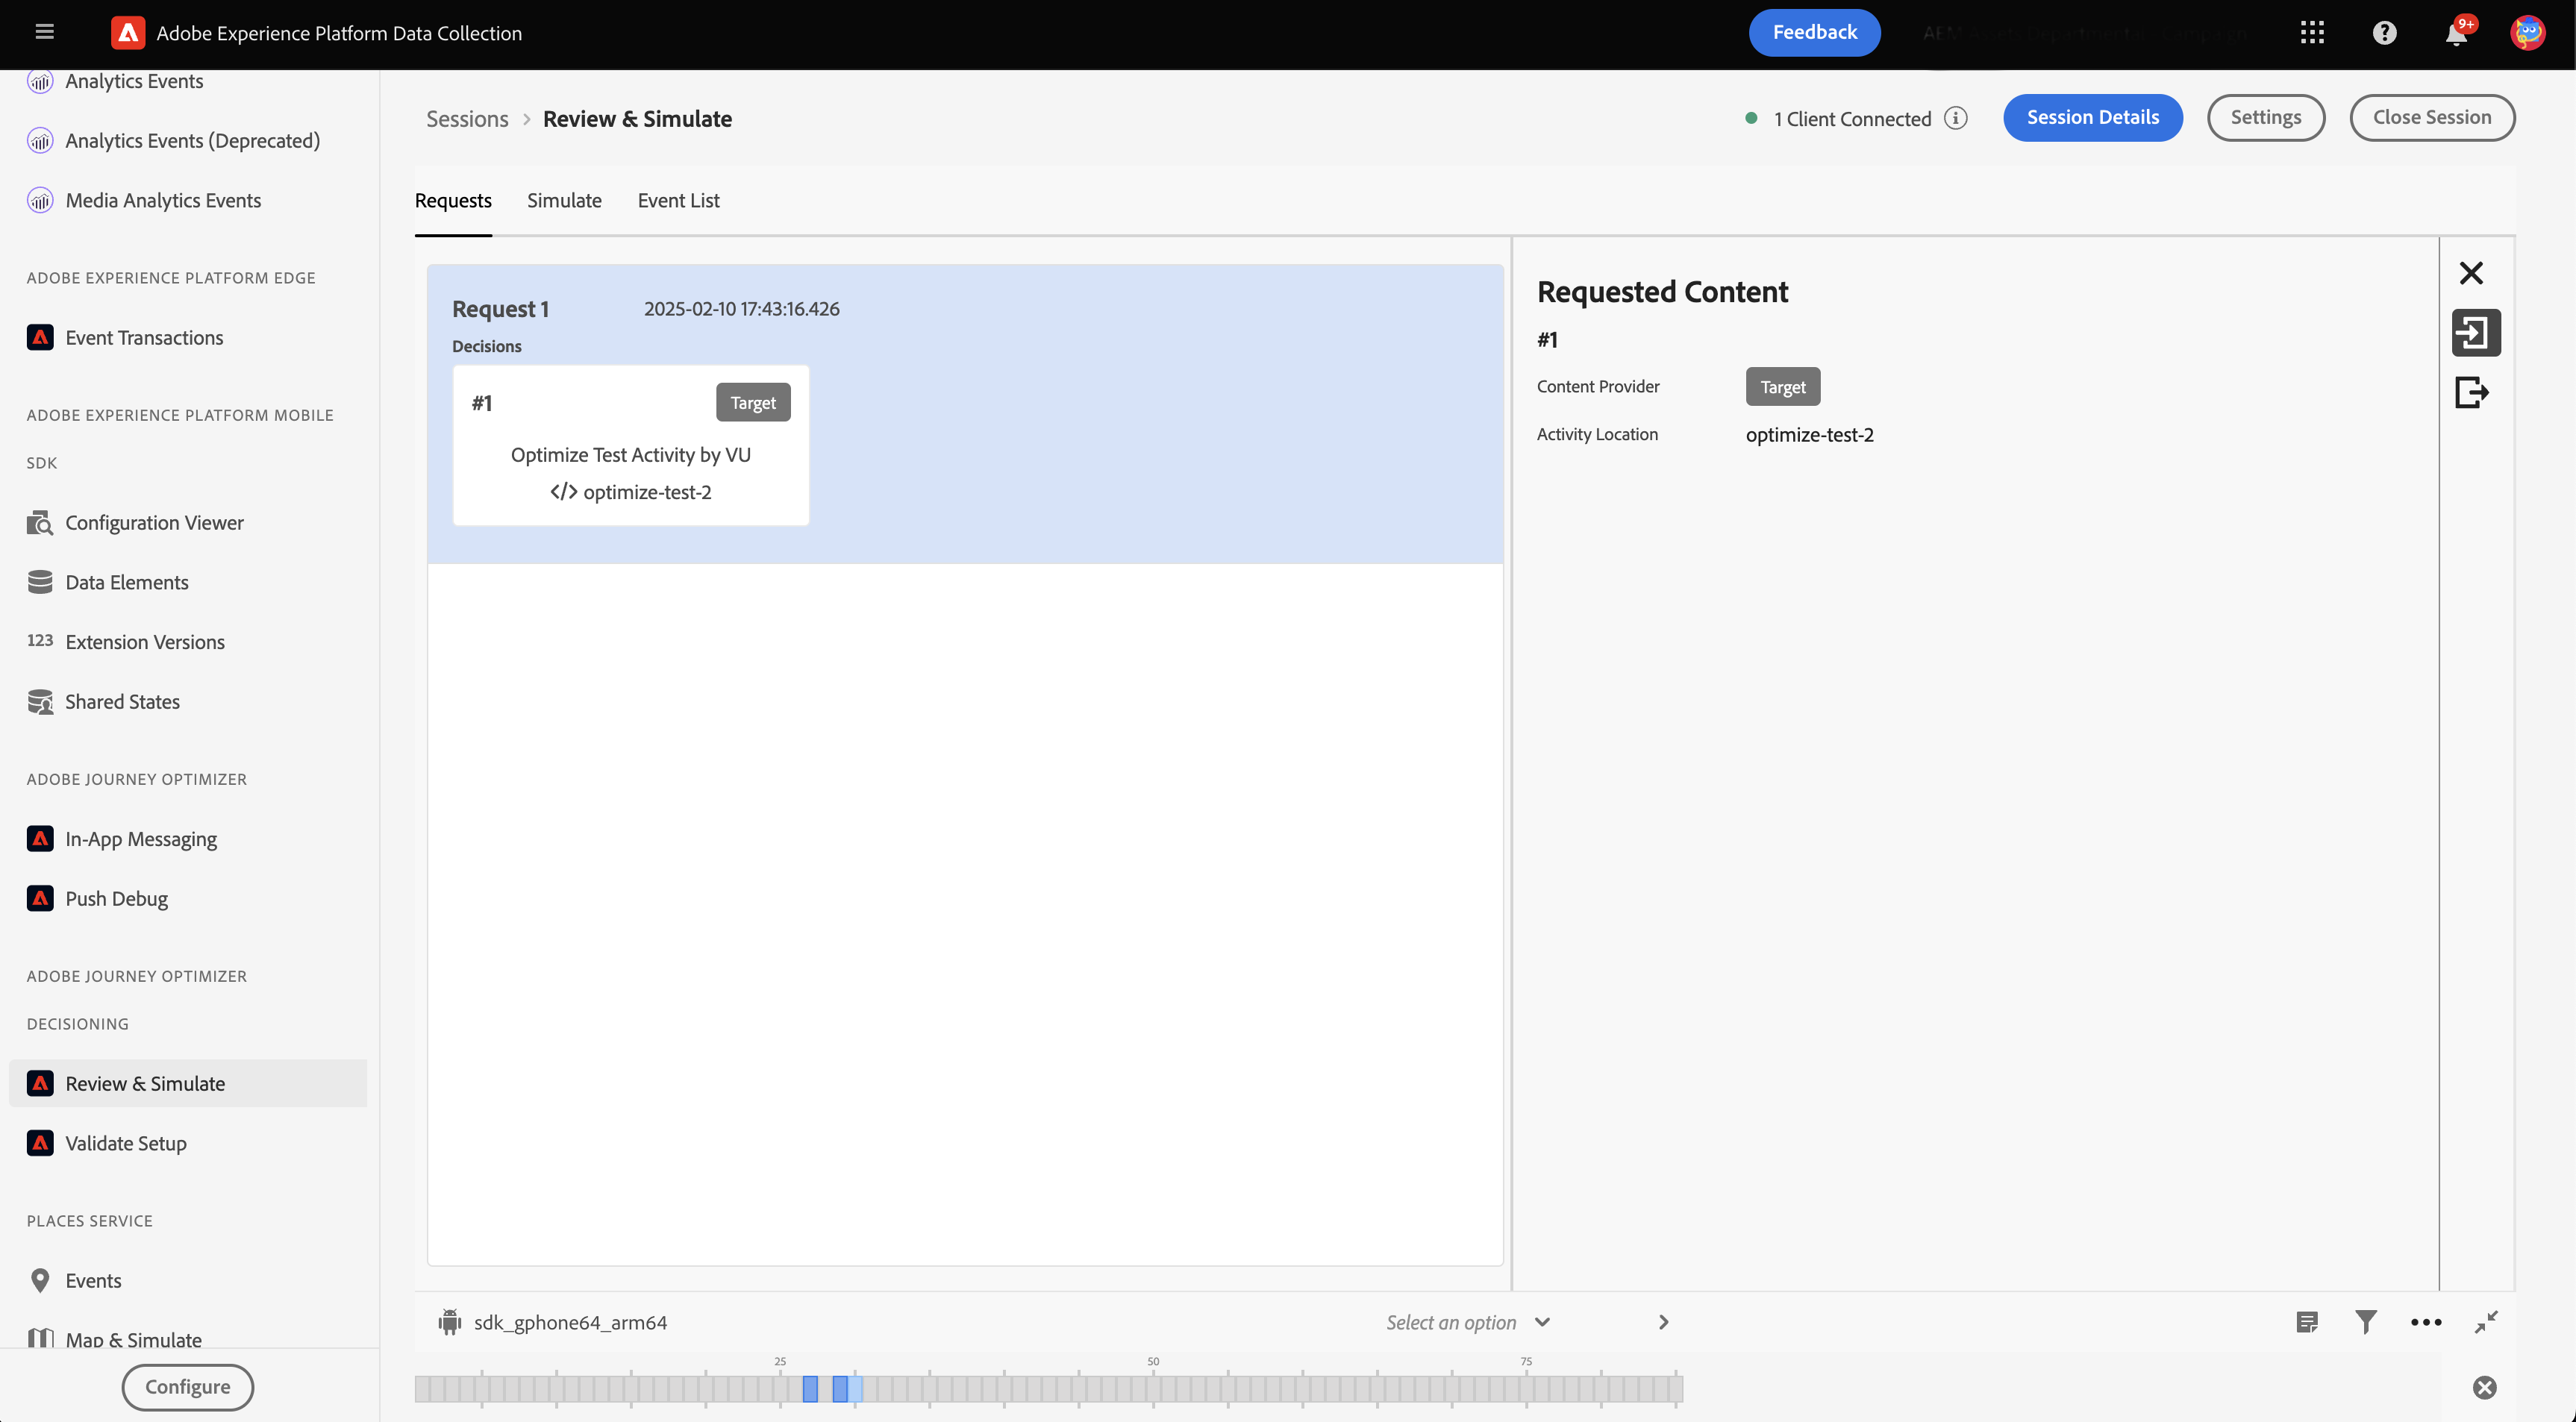 Adobe Experience Platform Data Collection
Feedback
9+
Analytics Events
Analytics Events (Deprecated)
Media Analytics Events
ADOBE EXPERIENCE PLATFORM EDGE
Event Transactions
ADOBE EXPERIENCE PLATFORM MOBILE
SDK
Configuration Viewer
Data Elements
123 Extension Versions
Shared States
ADOBE JOURNEY OPTIMIZER
In-App Messaging
Push Debug
ADOBE JOURNEY OPTIMIZER
DECISIONING
Review & Simulate
Validate Setup
PLACES SERVICE
Events
Map & Simulate
Configure
Sessions > Review & Simulate
1 Client Connected
Session Details
Settings
Close Session
Requests
Simulate
Event List
Request 1
2025-02-10 17:43:16.426
Decisions
#1
Target
Optimize Test Activity by VU
</> optimize-test-2
Requested Content
#1
Content Provider
Target
Activity Location
optimize-test-2
sdk_gphone64_arm64
Select an option
25
50
75